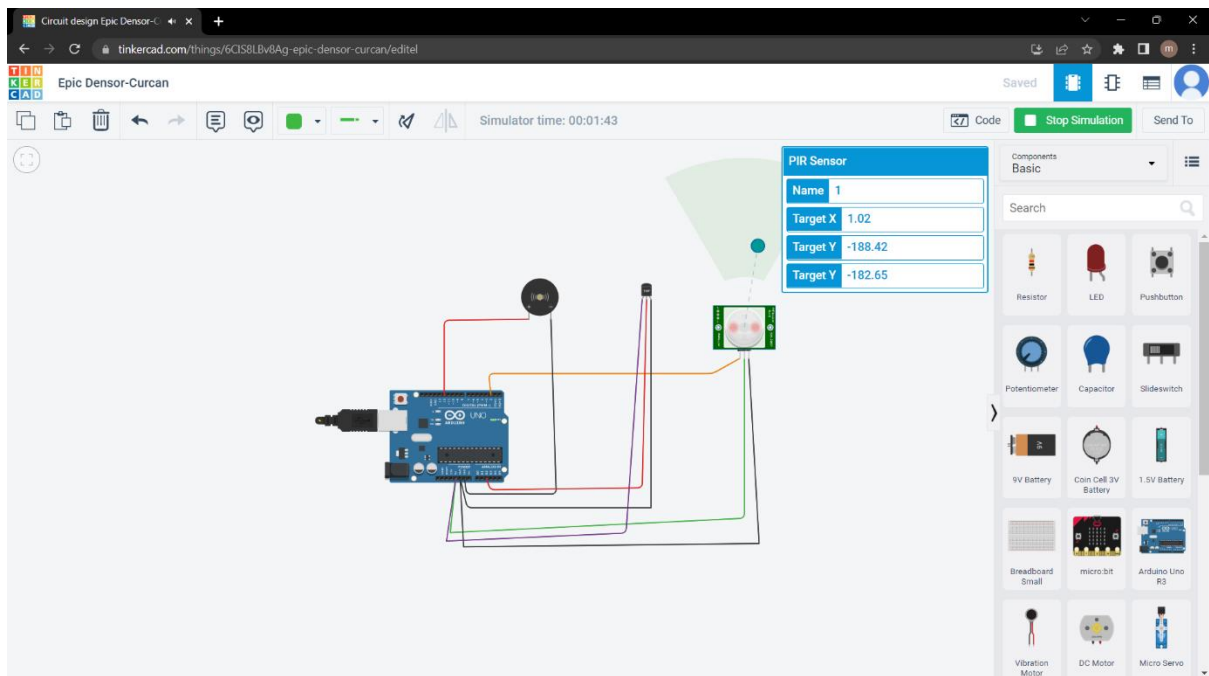 Circuit design Epic Densor-C
tinkercad.com/things/6CIS8LBv8Ag-epic-densor-curcan/editel
m
TIN
KER
CAD
Epic Densor-Curcan
Saved
Simulator time: 00:01:43
Code
Stop Simulation
Send To
PIR Sensor
Name 1
Target X 1.02
Target Y -188.42
Target Y -182.65
Components
Basic
Search
Resistor
LED
Pushbutton
Potentiometer
Capacitor
Slideswitch
9V
9V Battery
Coin Cell 3V
Battery
1.5V Battery
Breadboard
Small
micro:bit
Arduino Uno
R3
Vibration
Motor
DC Motor
Micro Servo
UNO
ARDUINO